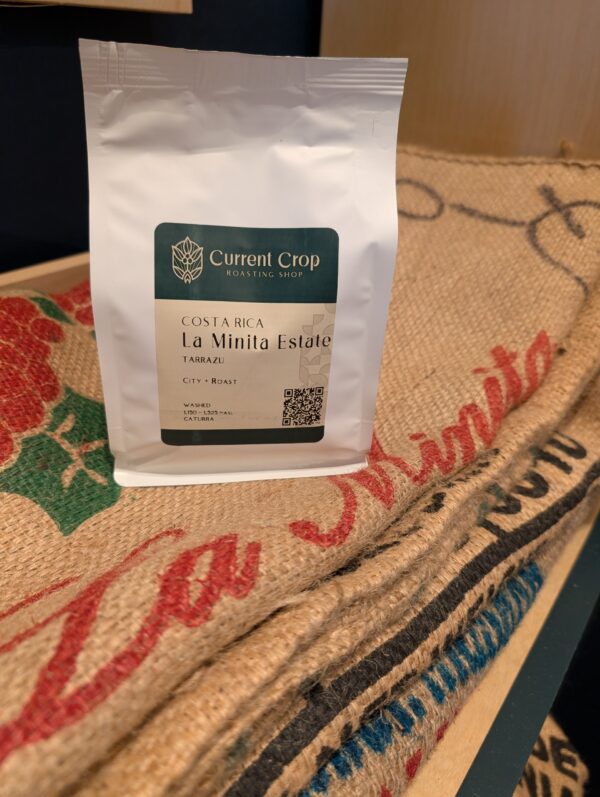 Current Crop
ROASTING SHOP
COSTA RICA
La Minita Estate
TARRAZU
CITY + ROAST
WASHED
CATURRA
La Minita